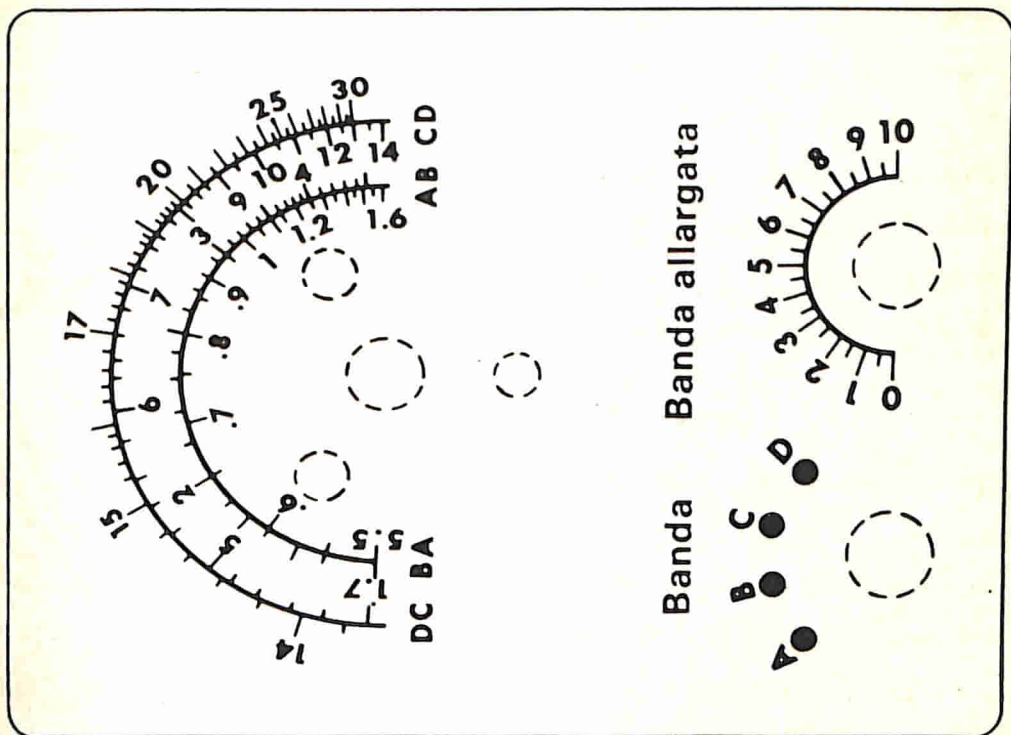 14 15 17 20 25 30
5 6 7 9 10 12 14
1.7 2 3 4
.5 .6 .7 .8 .9 1 1.2 1.6
DC BA
AB CD
Banda
A B C D
Banda allargata
0 1 2 3 4 5 6 7 8 9 10